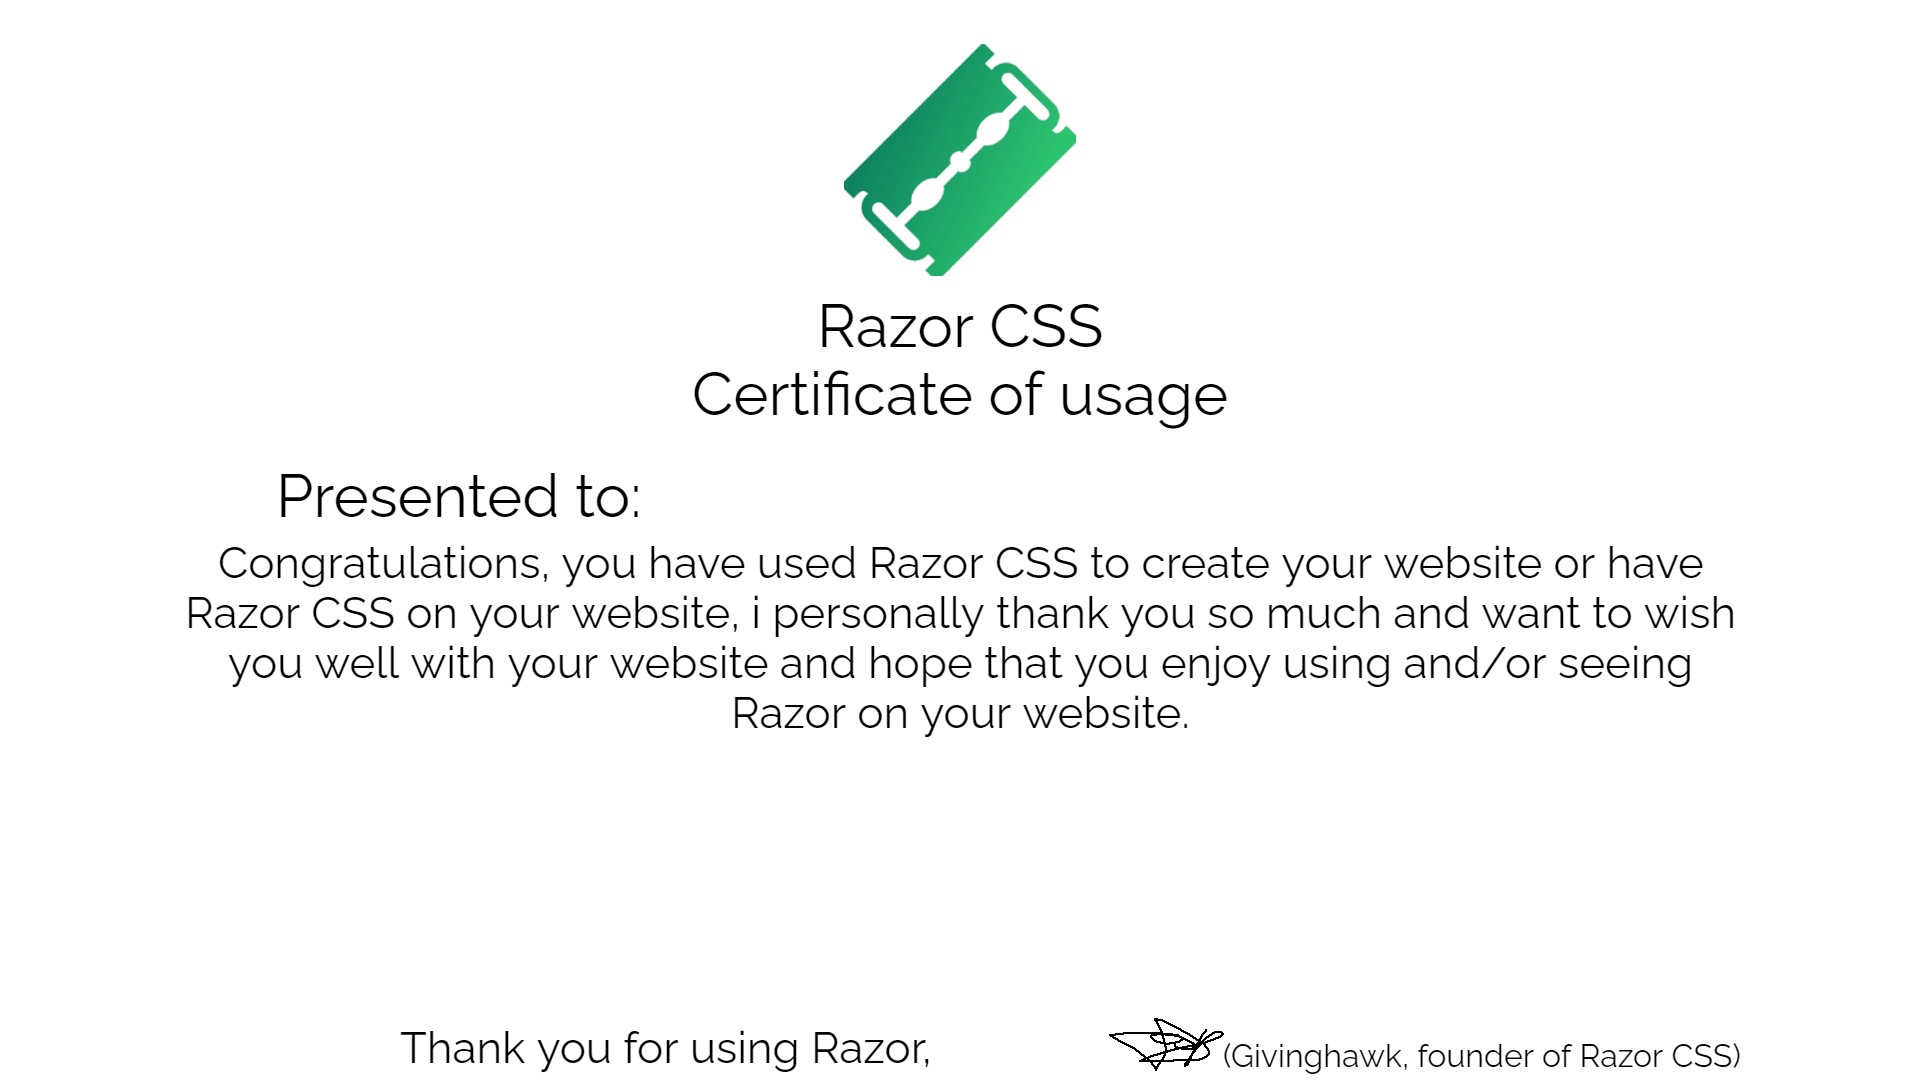 Razor CSS
Certificate of usage
Presented to:
Congratulations, you have used Razor CSS to create your website or have
Razor CSS on your website, i personally thank you so much and want to wish
you well with your website and hope that you enjoy using and/or seeing
Razor on your website.
Thank you for using Razor,
(Givinghawk, founder of Razor CSS)